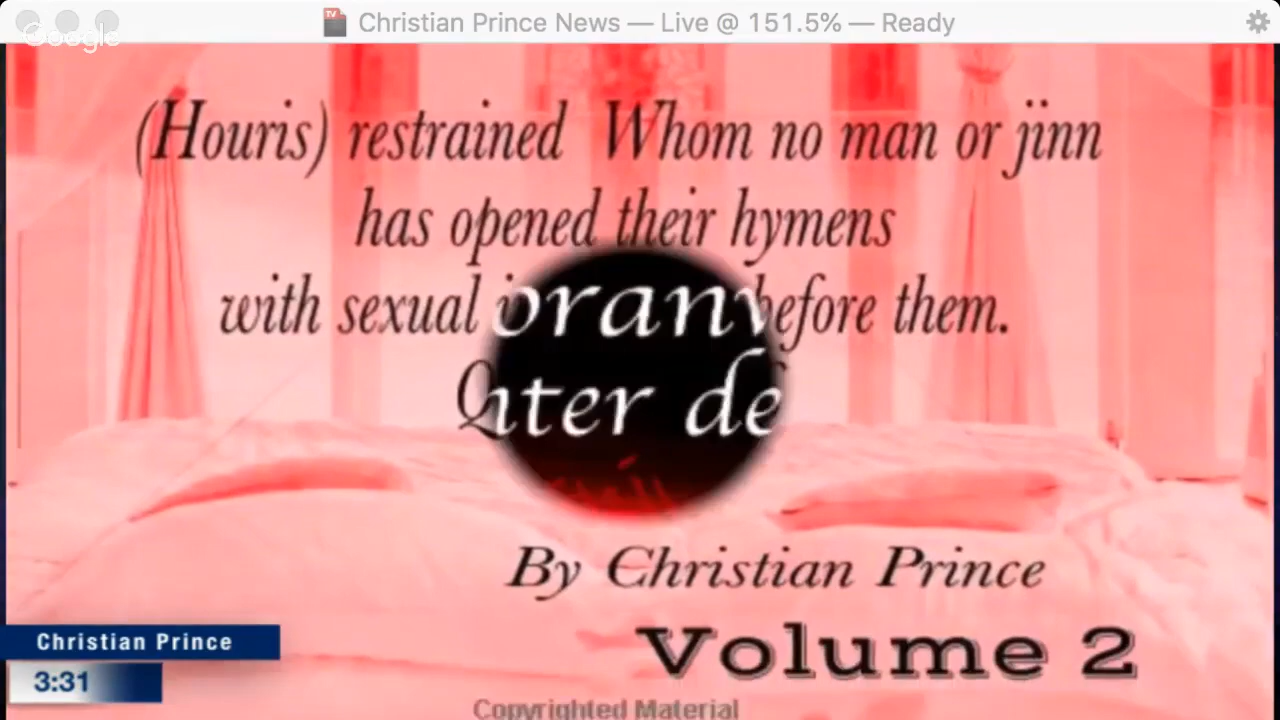 Christian Prince News — Live @ 151.5% — Ready
Google
(Houris) restrained Whom no man or jinn
has opened their hymens
with sexual before them.
By Christian Prince
Volume 2
Christian Prince
3:31
Copyrighted Material